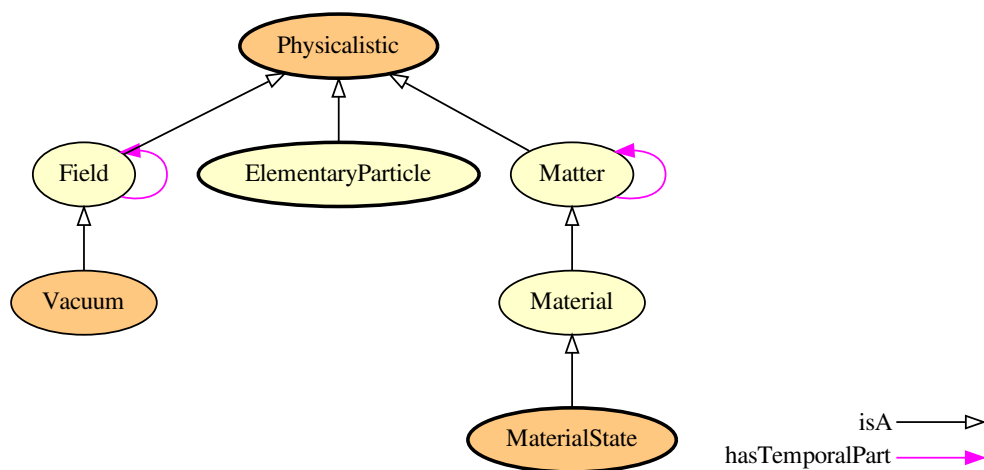 Physicalistic
Field
ElementaryParticle
Matter
Vacuum
Material
MaterialState
isA
hasTemporalPart